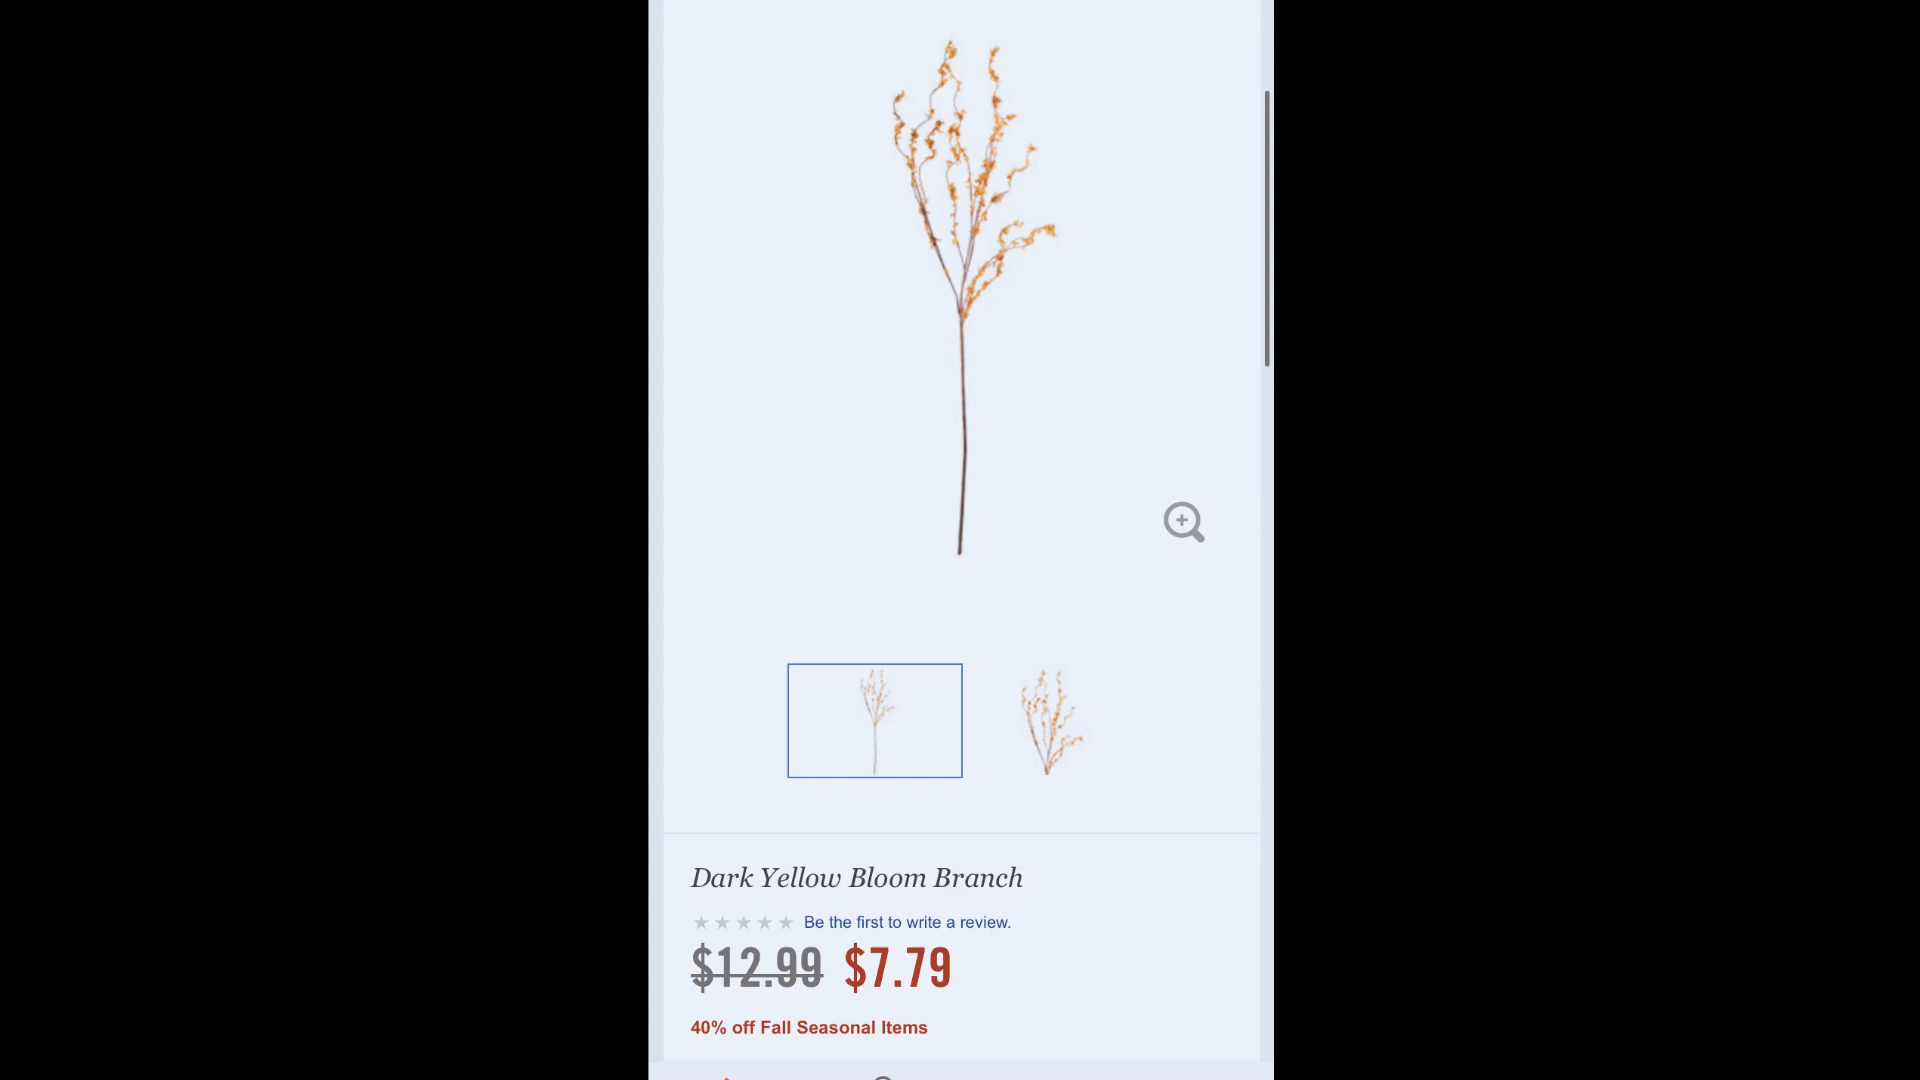 Dark Yellow Bloom Branch
Be the first to write a review.
$12.99 $7.79
40% off Fall Seasonal Items